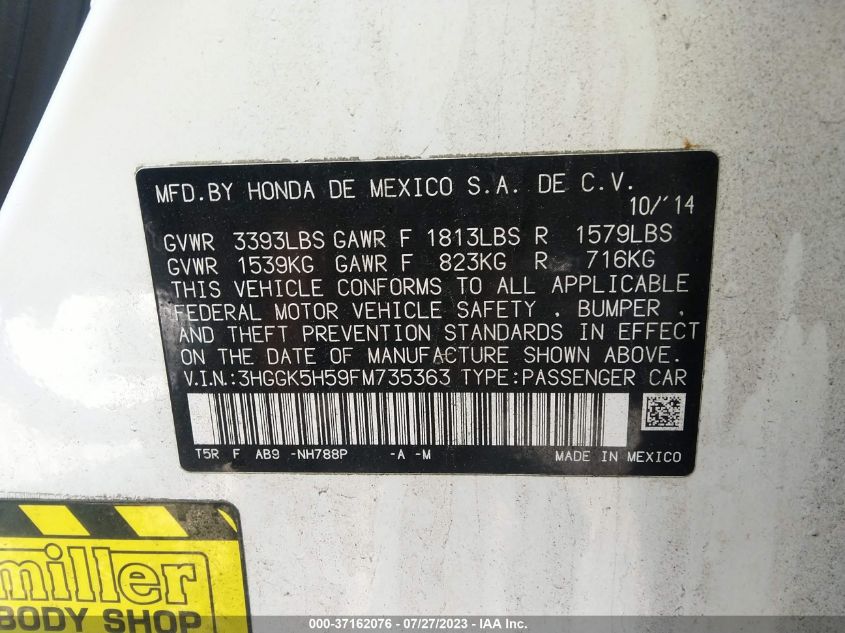 MFD.BY HONDA DE MEXICO S.A. DE C.V.
10/'14
GVWR 3393LBS GAWR F 1813LBS R 1579LBS
GVWR 1539KG GAWR F 823KG R 716KG
THIS VEHICLE CONFORMS TO ALL APPLICABLE
FEDERAL MOTOR VEHICLE SAFETY , BUMPER ,
AND THEFT PREVENTION STANDARDS IN EFFECT
ON THE DATE OF MANUFACTURE SHOWN ABOVE.
V.I.N.:3HGGK5H59FM735363 TYPE:PASSENGER CAR
T5R F AB9 -NH788P -A -M MADE IN MEXICO
miller
BODY SHOP
000-37162076 - 07/27/2023 - IAA Inc.